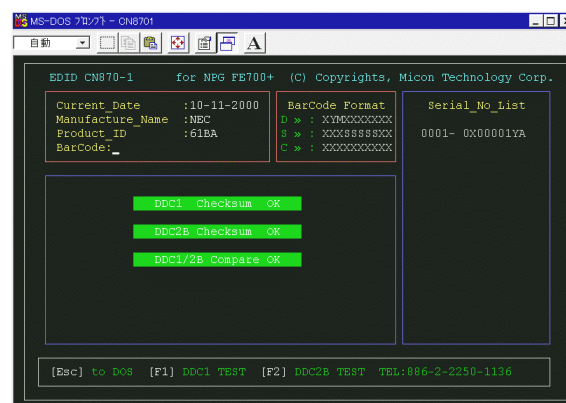 MS-DOS ﾌﾟﾛﾝﾌﾟﾄ - CN8701
自動
A
EDID CN870-1 for NPG FE700+ (C) Copyrights, Micon Technology Corp.
Current_Date :10-11-2000
Manufacture_Name :NEC
Product_ID :61BA
BarCode:_
BarCode Format
D » : XYMXXXXXXX
S » : XXXSSSSSXX
C » : XXXXXXXXXX
Serial_No_List
0001- 0X00001YA
DDC1 Checksum OK
DDC2B Checksum OK
DDC1/2B Compare OK
[Esc] to DOS [F1] DDC1 TEST [F2] DDC2B TEST TEL:886-2-2250-1136